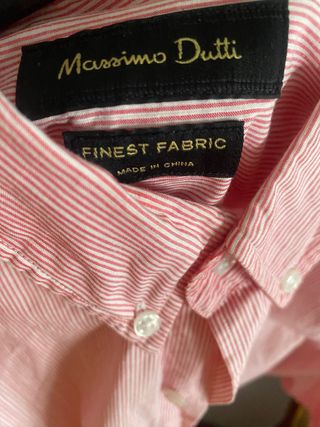 Massimo Dutti
FINEST FABRIC
MADE IN CHINA